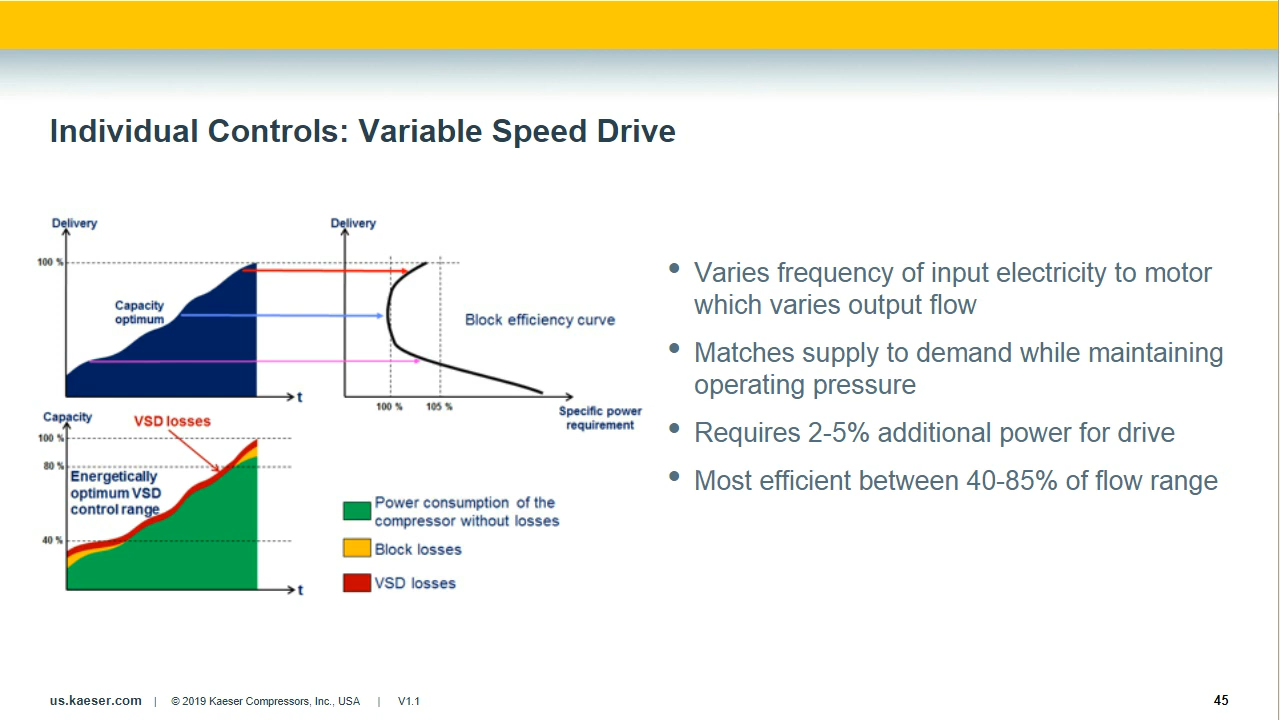 Individual Controls: Variable Speed Drive
Delivery
100 %
Capacity
optimum
t
Delivery
Block efficiency curve
100 %
105 %
Specific power
requirement
Capacity
VSD losses
100 %
80 %
Energetically
optimum VSD
control range
40 %
t
Power consumption of the
compressor without losses
Block losses
VSD losses
• Varies frequency of input electricity to motor
which varies output flow
• Matches supply to demand while maintaining
operating pressure
• Requires 2-5% additional power for drive
• Most efficient between 40-85% of flow range
us.kaeser.com | © 2019 Kaeser Compressors, Inc., USA | V1.1
45